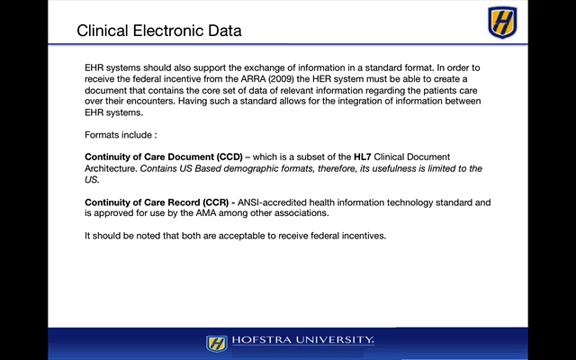 Clinical Electronic Data
EHR systems should also support the exchange of information in a standard format. In order to
receive the federal incentive from the ARRA (2009) the HER system must be able to create a
document that contains the core set of data of relevant information regarding the patients care
over their encounters. Having such a standard allows for the integration of information between
EHR systems.
Formats include :
Continuity of Care Document (CCD) – which is a subset of the HL7 Clinical Document
Architecture. Contains US Based demographic formats, therefore, its usefulness is limited to the
US.
Continuity of Care Record (CCR) - ANSI-accredited health information technology standard and
is approved for use by the AMA among other associations.
It should be noted that both are acceptable to receive federal incentives.
HOFSTRA UNIVERSITY